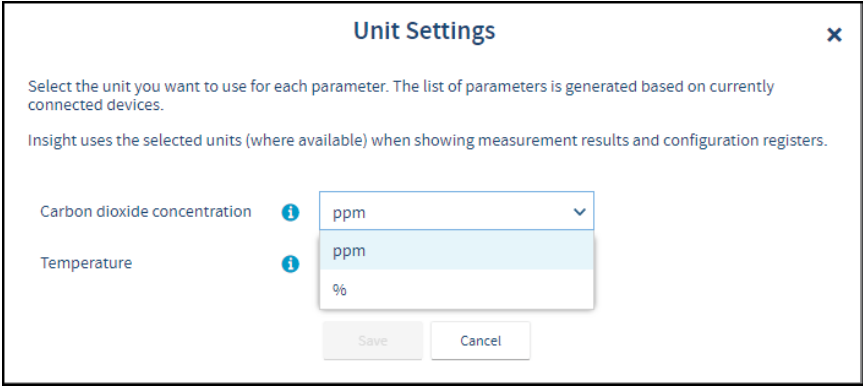 Unit Settings
Select the unit you want to use for each parameter. The list of parameters is generated based on currently
connected devices.
Insight uses the selected units (where available) when showing measurement results and configuration registers.
Carbon dioxide concentration
ppm
ppm
Temperature
%
Save
Cancel